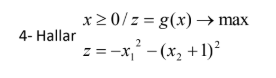 x ≥ 0 / z = g(x) → max
4- Hallar
z = -x₁² - (x₂ + 1)²